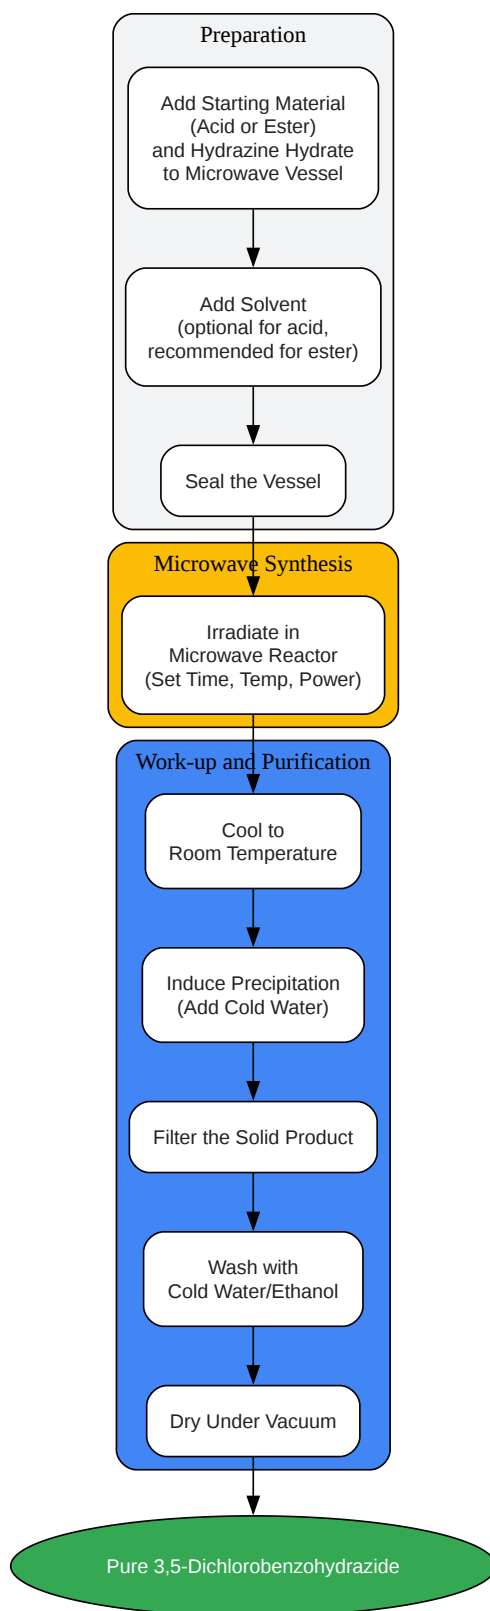 Preparation
Add Starting Material
(Acid or Ester)
and Hydrazine Hydrate
to Microwave Vessel
Add Solvent
(optional for acid,
recommended for ester)
Seal the Vessel
Microwave Synthesis
Irradiate in
Microwave Reactor
(Set Time, Temp, Power)
Work-up and Purification
Cool to
Room Temperature
Induce Precipitation
(Add Cold Water)
Filter the Solid Product
Wash with
Cold Water/Ethanol
Dry Under Vacuum
Pure 3,5-Dichlorobenzohydrazide